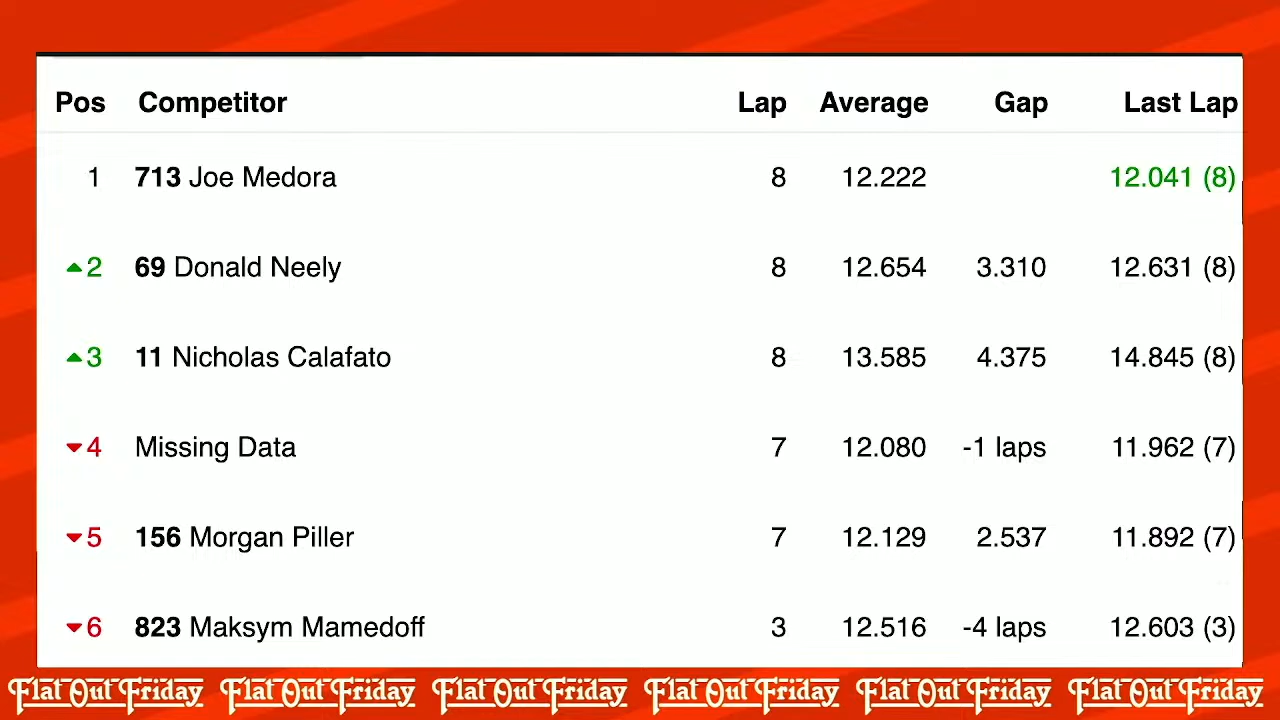 Pos Competitor Lap Average Gap Last Lap
1 713 Joe Medora 8 12.222 12.041 (8)
2 69 Donald Neely 8 12.654 3.310 12.631 (8)
3 11 Nicholas Calafato 8 13.585 4.375 14.845 (8)
4 Missing Data 7 12.080 -1 laps 11.962 (7)
5 156 Morgan Piller 7 12.129 2.537 11.892 (7)
6 823 Maksym Mamedoff 3 12.516 -4 laps 12.603 (3)
Flat Out Friday Flat Out Friday Flat Out Friday Flat Out Friday Flat Out Friday Flat Out Friday